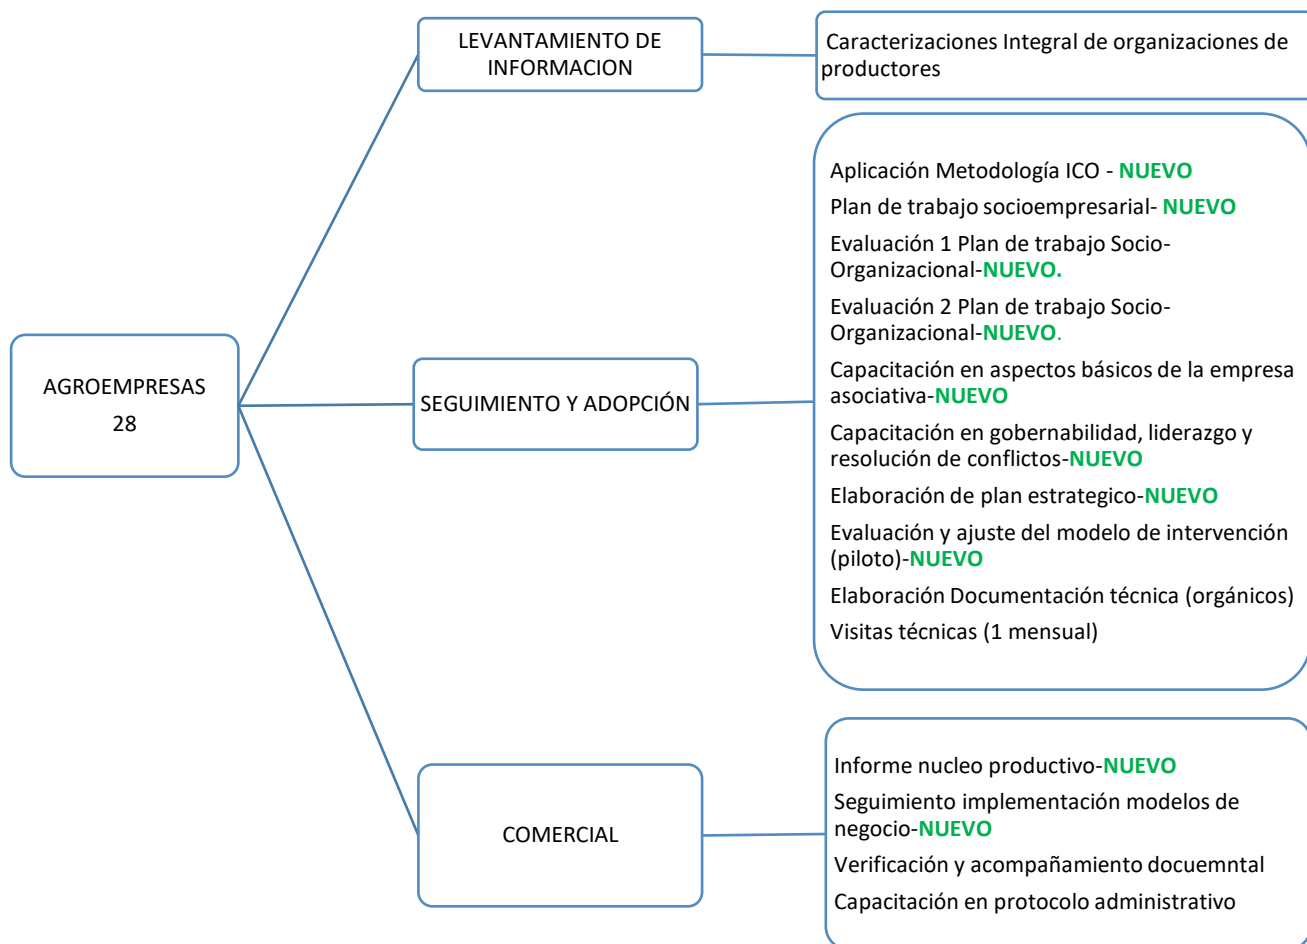 LEVANTAMIENTO DE
INFORMACION
Caracterizaciones Integral de organizaciones de
productores
AGROEMPRESAS
28
SEGUIMIENTO Y ADOPCIÓN
Aplicación Metodología ICO - NUEVO
Plan de trabajo socioempresarial- NUEVO
Evaluación 1 Plan de trabajo Socio-
Organizacional-NUEVO.
Evaluación 2 Plan de trabajo Socio-
Organizacional-NUEVO.
Capacitación en aspectos básicos de la empresa
asociativa-NUEVO
Capacitación en gobernabilidad, liderazgo y
resolución de conflictos-NUEVO
Elaboración de plan estrategico-NUEVO
Evaluación y ajuste del modelo de intervención
(piloto)-NUEVO
Elaboración Documentación técnica (orgánicos)
Visitas técnicas (1 mensual)
COMERCIAL
Informe nucleo productivo-NUEVO
Seguimiento implementación modelos de
negocio-NUEVO
Verificación y acompañamiento docuemntal
Capacitación en protocolo administrativo